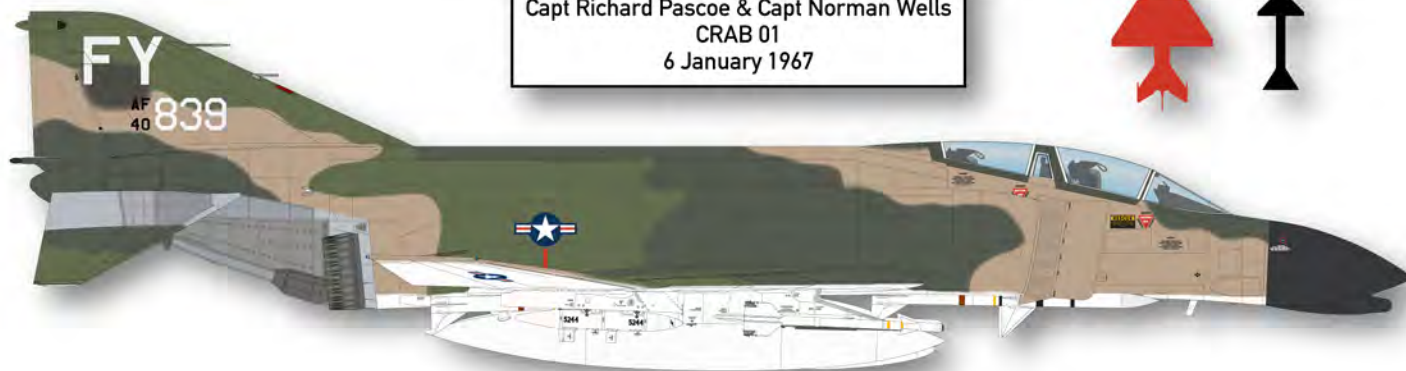 Capt Richard Pascoe & Capt Norman Wells
CRAB 01
6 January 1967
FY
AF
40 839
5244 5244